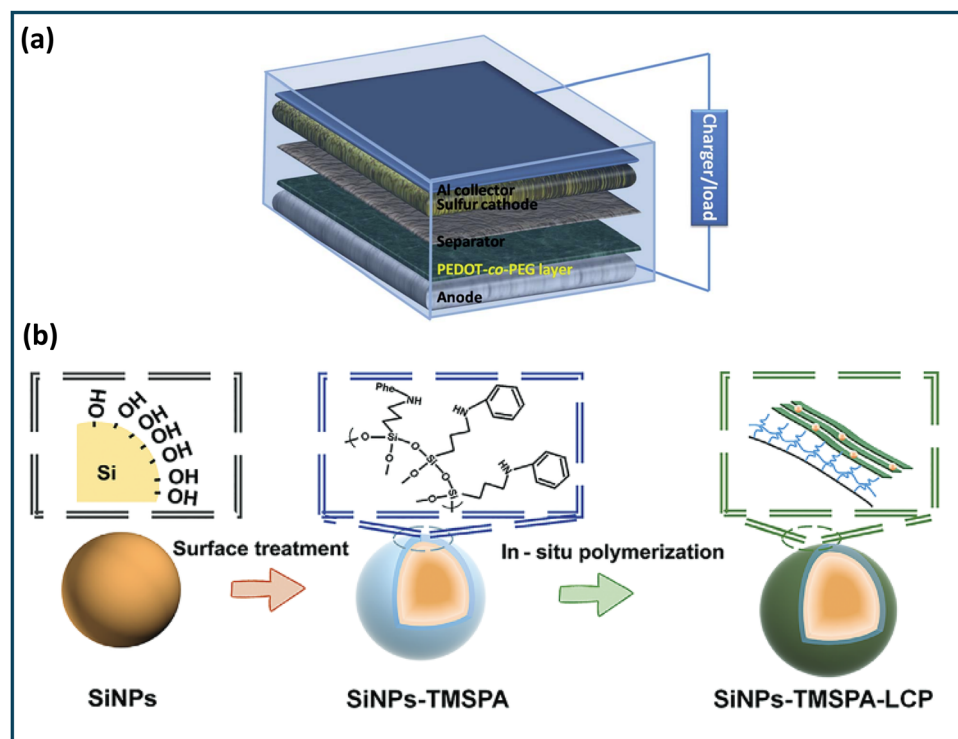 (a)
Al collector
Sulfur cathode
Separator
PEDOT-co-PEG layer
Anode
Charger/load
(b)
HO
OH
OH
OH
OH
OH
OH
OH
Si
Phe
NH
HN
O
Si
O
Si
O
O
HN
O
Si
O
Surface treatment
In - situ polymerization
SiNPs
SiNPs-TMSPA
SiNPs-TMSPA-LCP